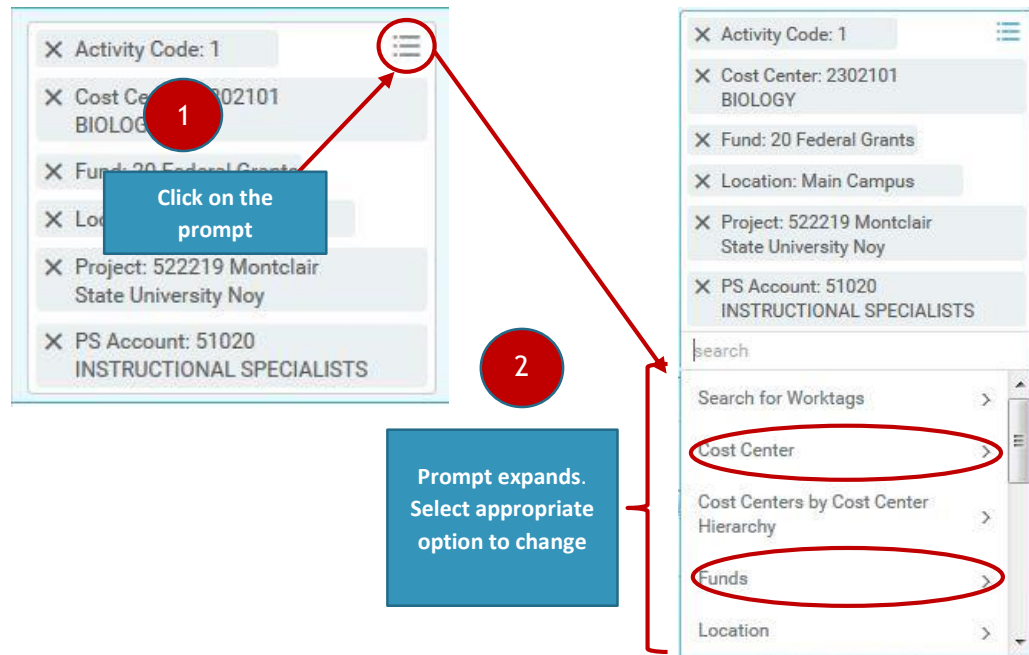 Activity Code: 1
Cost Ce 302101
BIOLOG
1
Fund: 20 Federal Grants
Click on the
prompt
Loc
Project: 522219 Montclair
State University Noy
PS Account: 51020
INSTRUCTIONAL SPECIALISTS
2
Prompt expands.
Select appropriate
option to change
Activity Code: 1
Cost Center: 2302101
BIOLOGY
Fund: 20 Federal Grants
Location: Main Campus
Project: 522219 Montclair
State University Noy
PS Account: 51020
INSTRUCTIONAL SPECIALISTS
search
Search for Worktags
Cost Center
Cost Centers by Cost Center
Hierarchy
Funds
Location